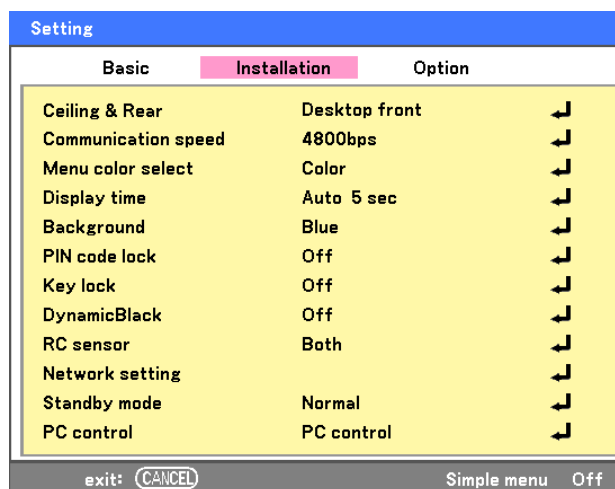 Setting
Basic Installation Option
Ceiling & Rear Desktop front
Communication speed 4800bps
Menu color select Color
Display time Auto 5 sec
Background Blue
PIN code lock Off
Key lock Off
DynamicBlack Off
RC sensor Both
Network setting
Standby mode Normal
PC control PC control
exit: CANCEL Simple menu Off